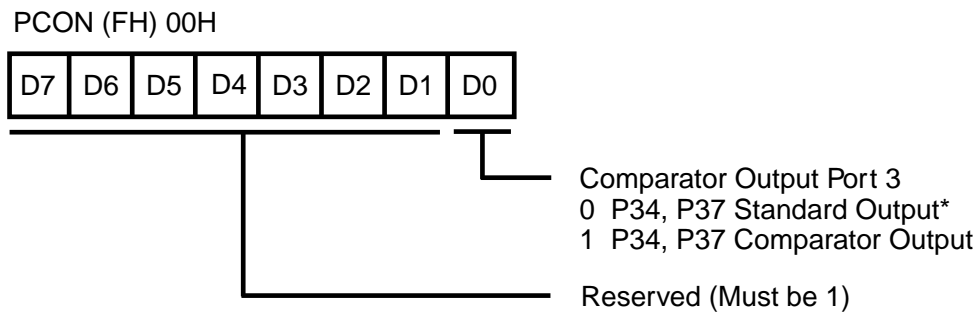 PCON (FH) 00H
D7 D6 D5 D4 D3 D2 D1 D0
Comparator Output Port 3
0 P34, P37 Standard Output*
1 P34, P37 Comparator Output
Reserved (Must be 1)